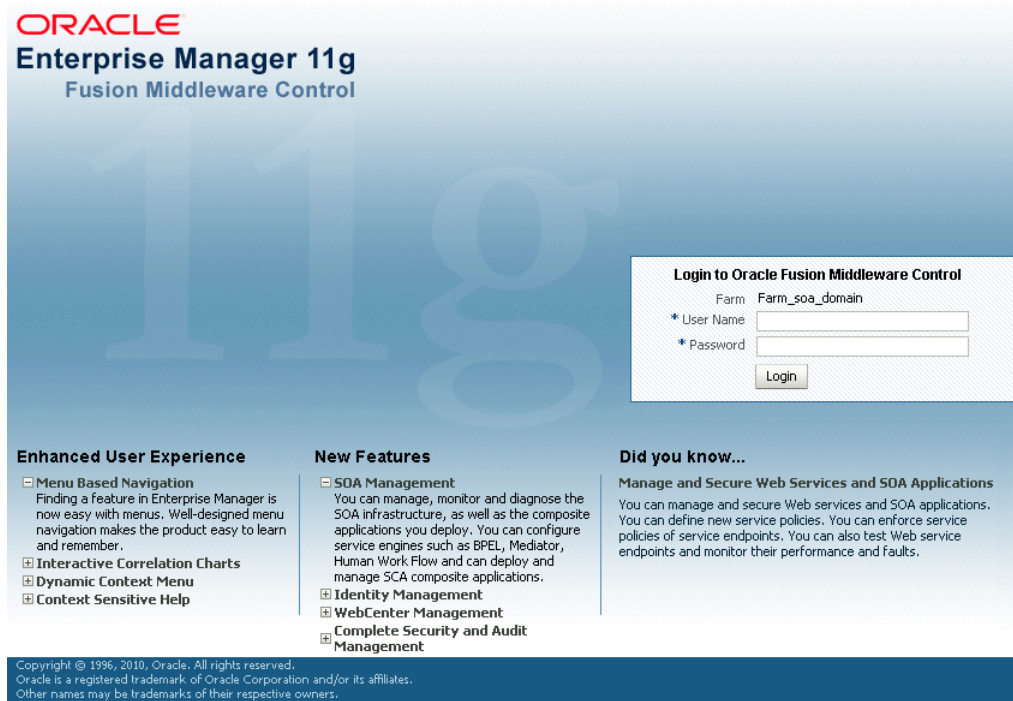 ORACLE
Enterprise Manager 11g
Fusion Middleware Control
11g
Login to Oracle Fusion Middleware Control
Farm Farm_soa_domain
* User Name
* Password
Login
Enhanced User Experience
Menu Based Navigation
Finding a feature in Enterprise Manager is
now easy with menus. Well-designed menu
navigation makes the product easy to learn
and remember.
Interactive Correlation Charts
Dynamic Context Menu
Context Sensitive Help
New Features
SOA Management
You can manage, monitor and diagnose the
SOA infrastructure, as well as the composite
applications you deploy. You can configure
service engines such as BPEL, Mediator,
Human Work Flow and can deploy and
manage SCA composite applications.
Identity Management
WebCenter Management
Complete Security and Audit
Management
Did you know...
Manage and Secure Web Services and SOA Applications
You can manage and secure Web services and SOA applications.
You can define new service policies. You can enforce service
policies of service endpoints. You can also test Web service
endpoints and monitor their performance and faults.
Copyright © 1996, 2010, Oracle. All rights reserved.
Oracle is a registered trademark of Oracle Corporation and/or its affiliates.
Other names may be trademarks of their respective owners.